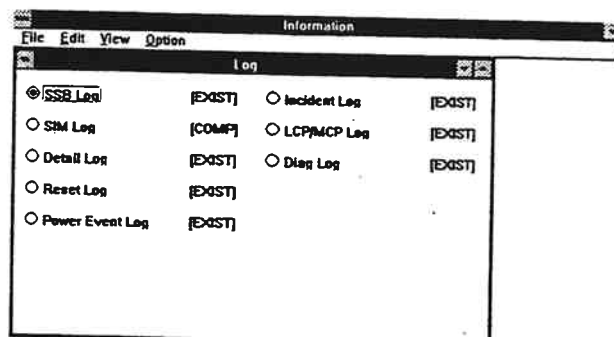 Information
File Edit View Option
Log
SSB Log [EXIST] Incident Log [EXIST]
SIM Log [COMP] LCP/MCP Log [EXIST]
Detail Log [EXIST] Diag Log [EXIST]
Reset Log [EXIST]
Power Event Log [EXIST]